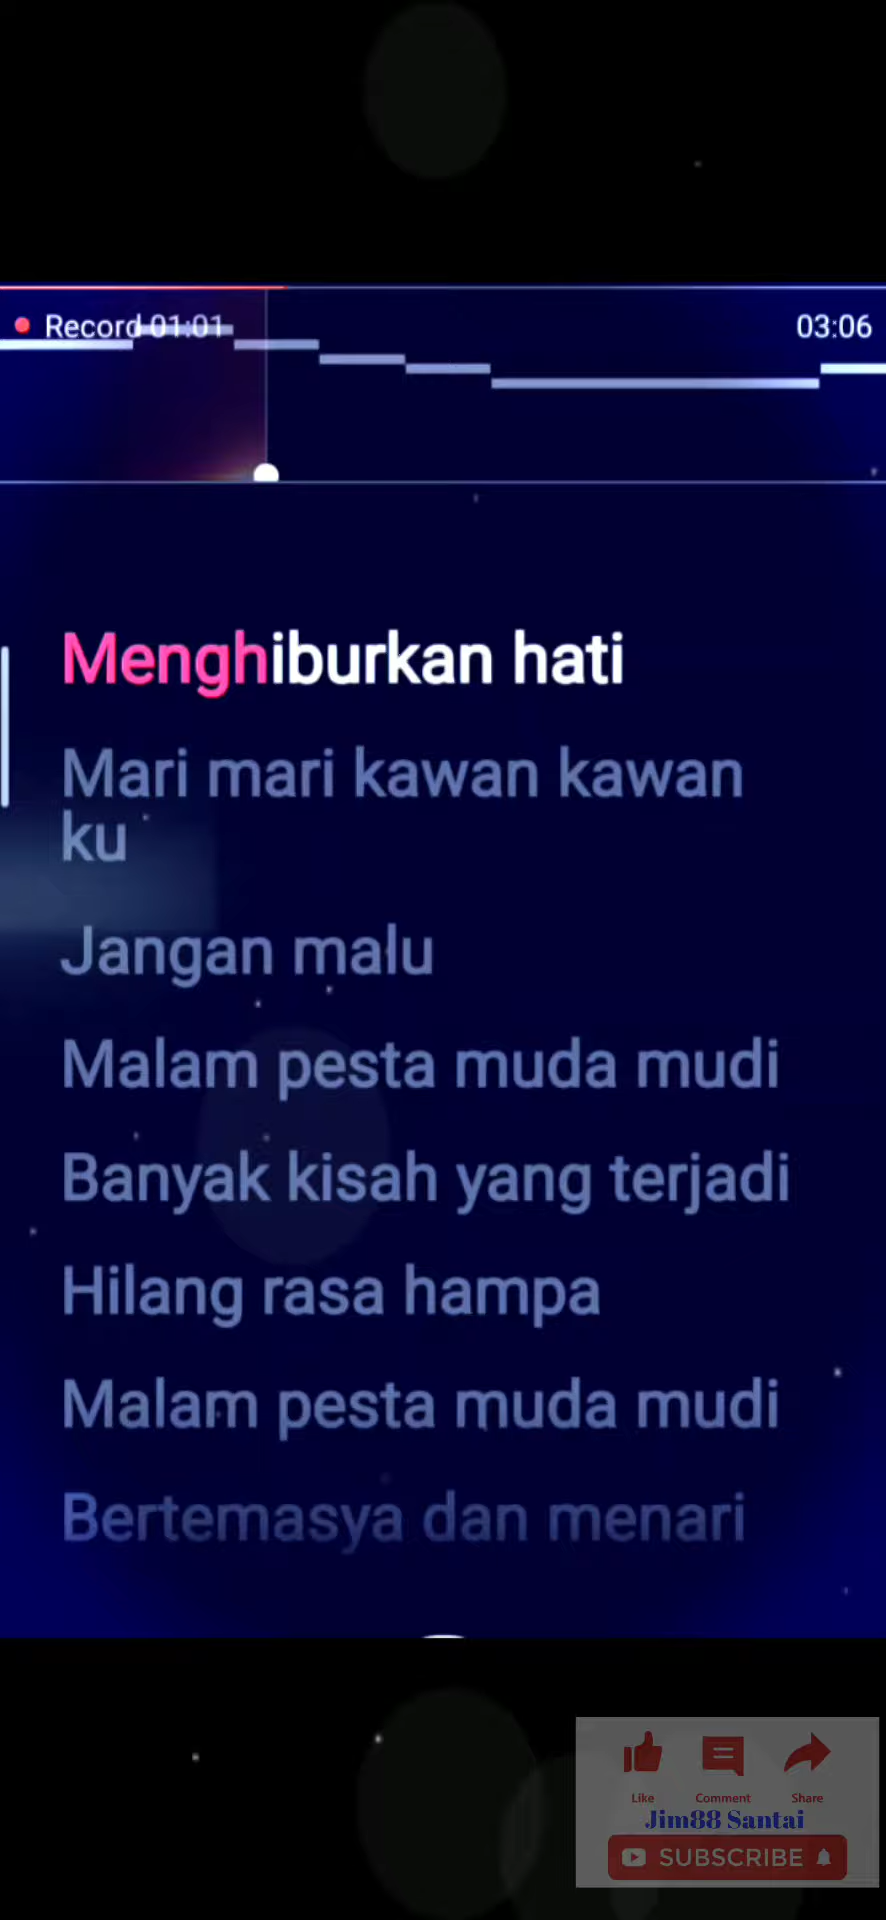 Record 01:01
03:06
Menghiburkan hati
Mari mari kawan kawan
ku
Jangan malu
Malam pesta muda mudi
Banyak kisah yang terjadi
Hilang rasa hampa
Malam pesta muda mudi
Bertemasya dan menari
Like Comment Share
Jim88 Santai
SUBSCRIBE